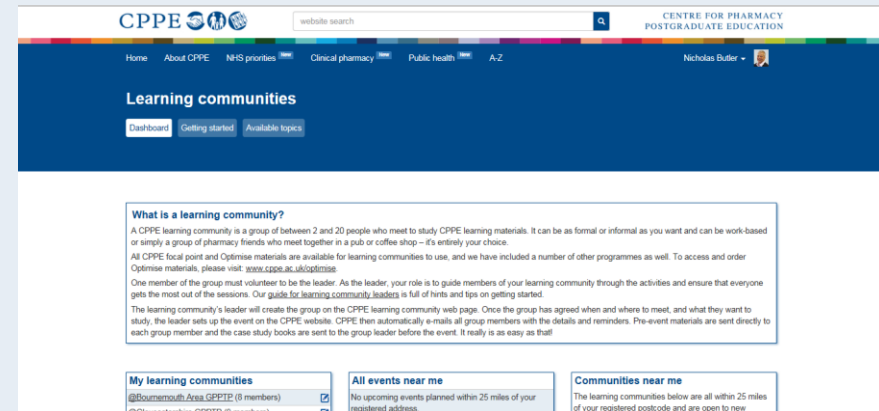 CPPE
website search
CENTRE FOR PHARMACY
POSTGRADUATE EDUCATION
Home About CPPE NHS priorities New Clinical pharmacy New Public health New A-Z Nicholas Butler
Learning communities
Dashboard Getting started Available topics
What is a learning community?
A CPPE learning community is a group of between 2 and 20 people who meet to study CPPE learning materials. It can be as formal or informal as you want and can be work-based
or simply a group of pharmacy friends who meet together in a pub or coffee shop – it's entirely your choice.
All CPPE focal point and Optimise materials are available for learning communities to use, and we have included a number of other programmes as well. To access and order
Optimise materials, please visit: www.cppe.ac.uk/optimise.
One member of the group must volunteer to be the leader. As the leader, your role is to guide members of your learning community through the activities and ensure that everyone
gets the most out of the sessions. Our guide for learning community leaders is full of hints and tips on getting started.
The learning community's leader will create the group on the CPPE learning community web page. Once the group has agreed when and where to meet, and what they want to
study, the leader sets up the event on the CPPE website. CPPE then automatically e-mails all group members with the details and reminders. Pre-event materials are sent directly to
each group member and the case study books are sent to the group leader before the event. It really is as easy as that!
My learning communities
@Bournemouth Area GPPTP (8 members)
All events near me
No upcoming events planned within 25 miles of your
registered address
Communities near me
The learning communities below are all within 25 miles
of your registered postcode and are open to new